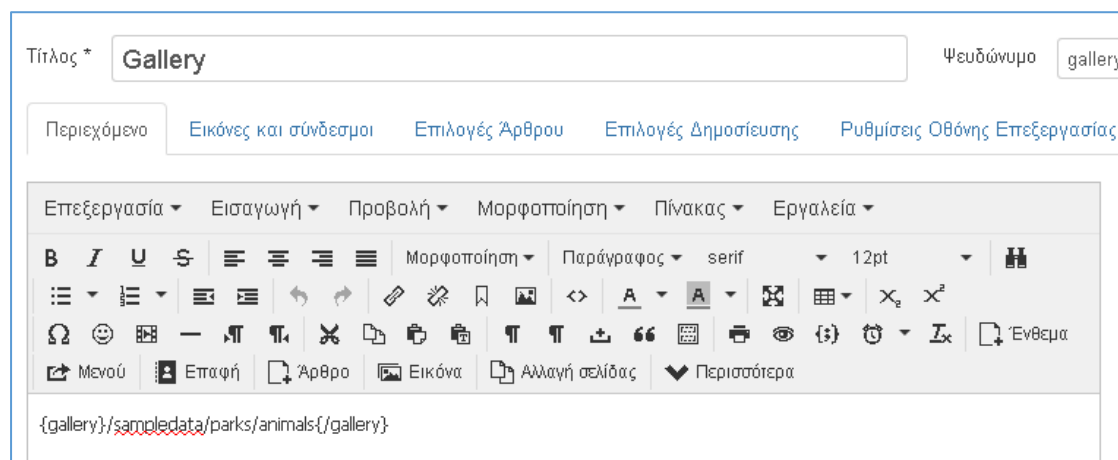 Τίτλος * Gallery Ψευδώνυμο gallery
Περιεχόμενο Εικόνες και σύνδεσμοι Επιλογές Άρθρου Επιλογές Δημοσίευσης Ρυθμίσεις Οθόνης Επεξεργασίας
Επεξεργασία Εισαγωγή Προβολή Μορφοποίηση Πίνακας Εργαλεία
Μορφοποίηση Παράγραφος serif 12pt
Ένθεμα
Μενού Επαφή Άρθρο Εικόνα Αλλαγή σελίδας Περισσότερα
{gallery}/sampledata/parks/animals{/gallery}